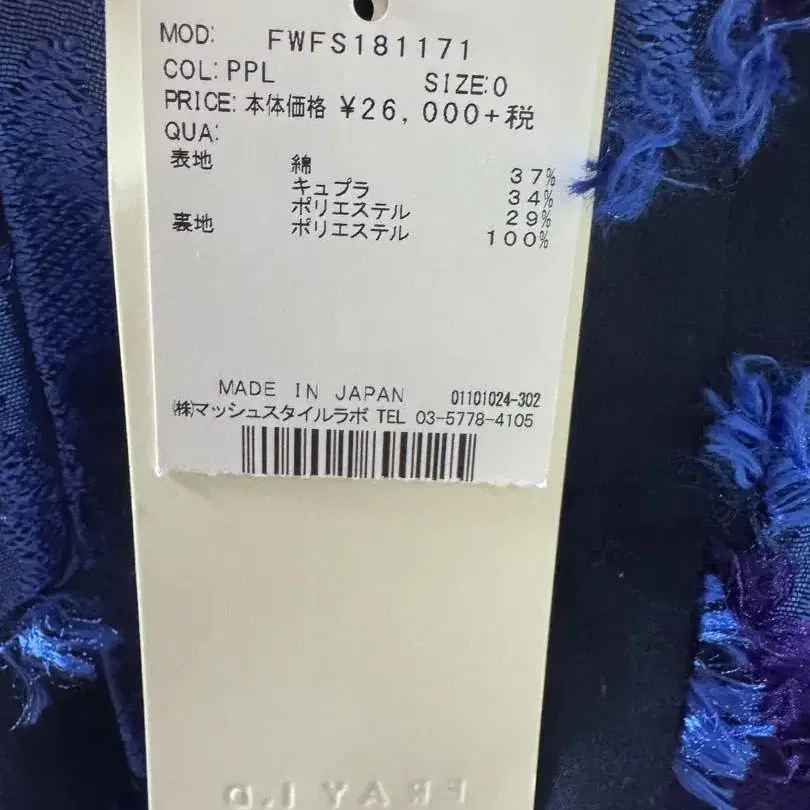 MOD: FWFS181171
COL: PPL SIZE:0
PRICE: 本体価格 ¥26,000+税
QUA:
表地 綿 37%
キュプラ 34%
ポリエステル 29%
裏地 ポリエステル 100%
MADE IN JAPAN 01101024-302
㈱マッシュスタイルラボ TEL 03-5778-4105
FRAY I.D